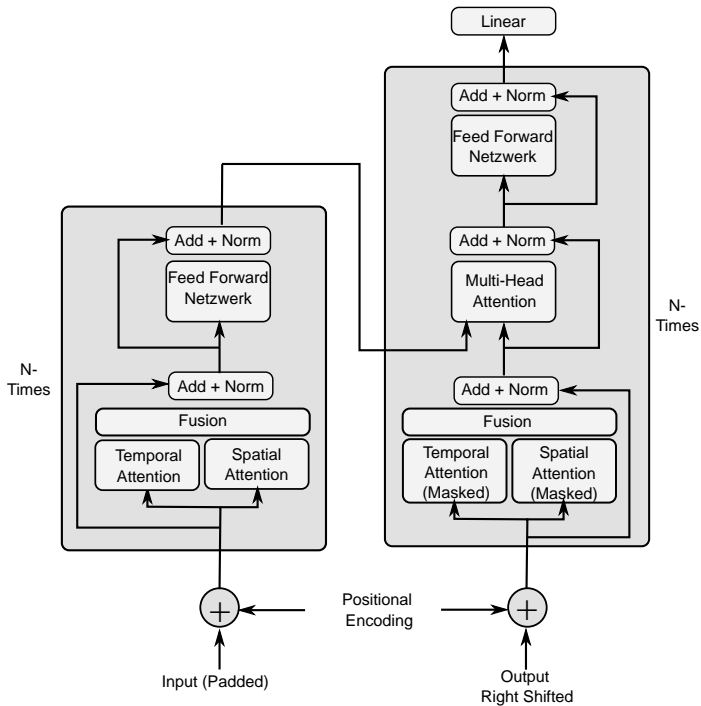 Linear
Add + Norm
Feed Forward
Netzwerk
Add + Norm
Multi-Head
Attention
Add + Norm
Fusion
Temporal
Attention
(Masked)
Spatial
Attention
(Masked)
N-
Times
Add + Norm
Feed Forward
Netzwerk
Add + Norm
Fusion
Temporal
Attention
Spatial
Attention
N-
Times
+
Positional
Encoding
+
Input (Padded)
Output
Right Shifted